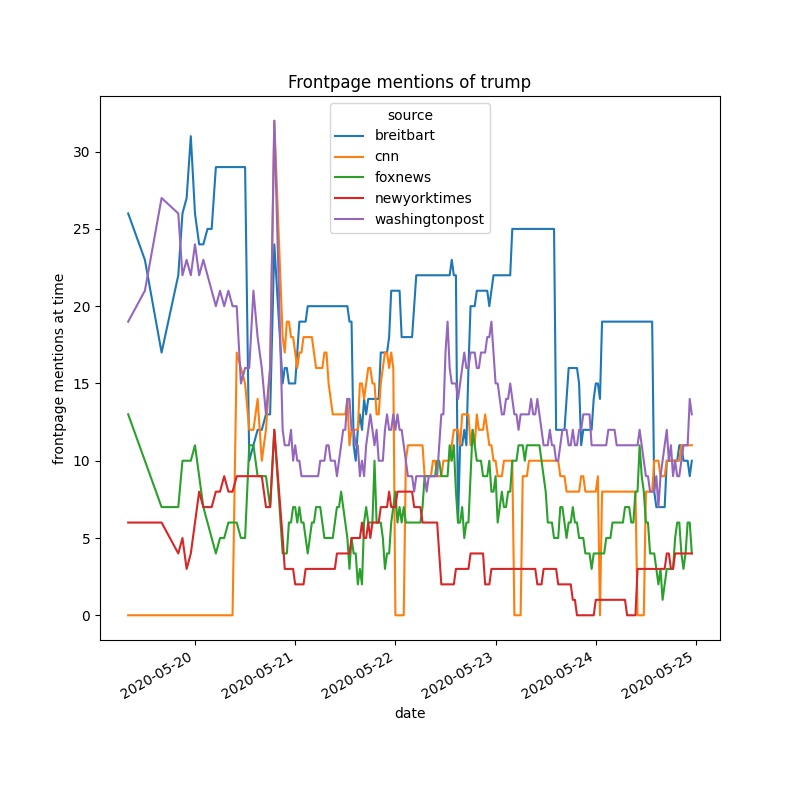 Frontpage mentions of trump
source
breitbart
cnn
foxnews
newyorktimes
washingtonpost
30
25
20
15
10
5
0
frontpage mentions at time
2020-05-20
2020-05-21
2020-05-22
2020-05-23
2020-05-24
2020-05-25
date